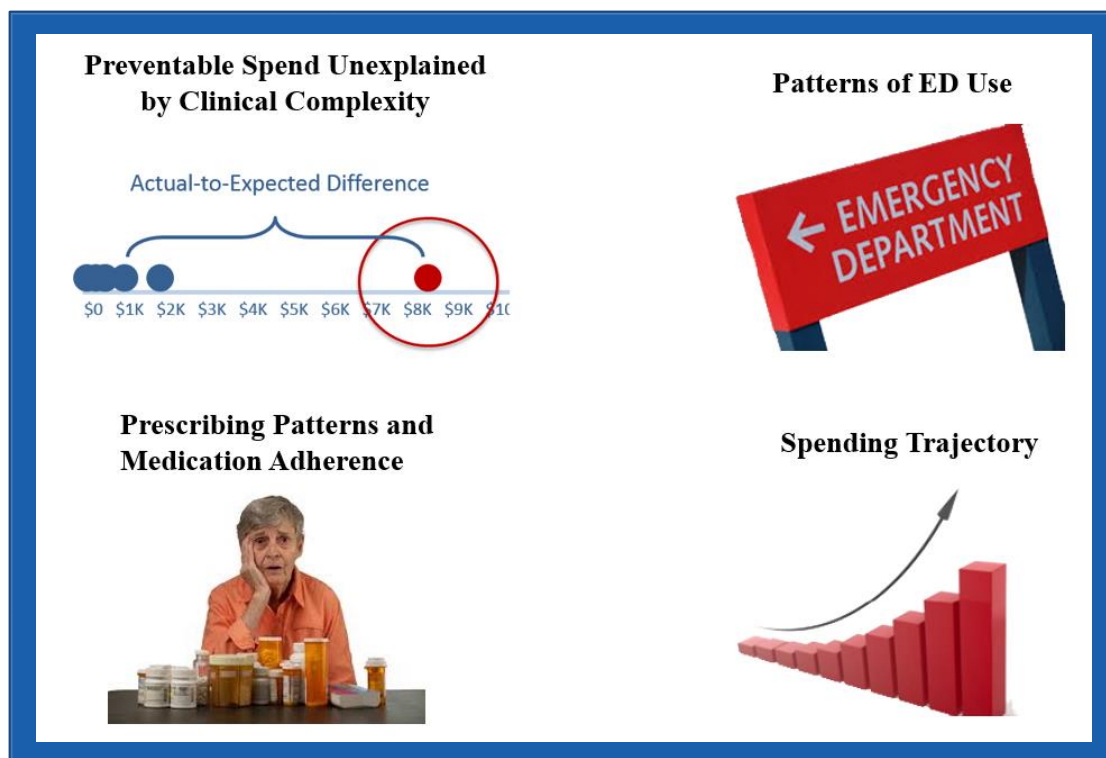 Preventable Spend Unexplained
by Clinical Complexity
Actual-to-Expected Difference
$0 $1K $2K $3K $4K $5K $6K $7K $8K $9K
Patterns of ED Use
← EMERGENCY
DEPARTMENT
Prescribing Patterns and
Medication Adherence
Spending Trajectory